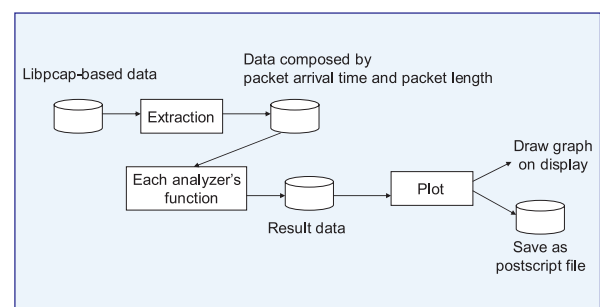 Libpcap-based data
Data composed by
packet arrival time and packet length
Extraction
Each analyzer's
function
Result data
Plot
Draw graph
on display
Save as
postscript file